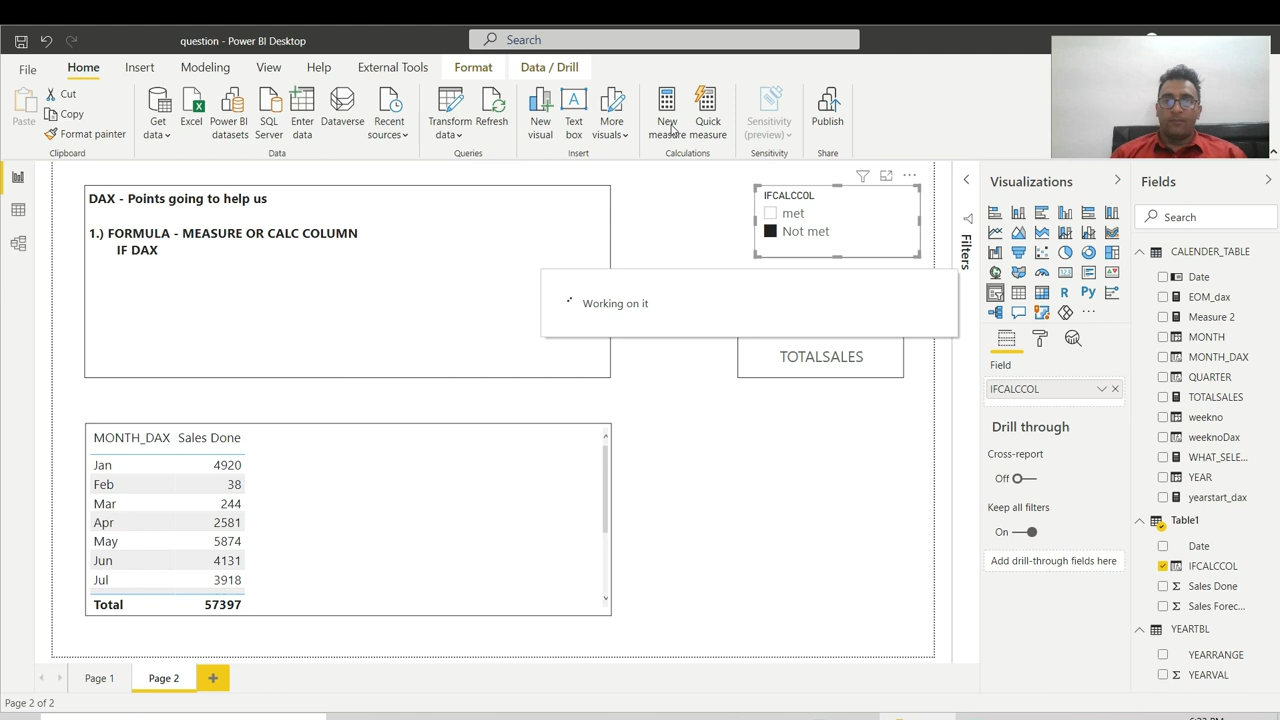 question - Power BI Desktop
Search
File
Home
Insert
Modeling
View
Help
External Tools
Format
Data / Drill
Paste
Cut
Copy
Format painter
Clipboard
Get data
Excel
Power BI datasets
SQL Server
Enter data
Dataverse
Recent sources
Data
Transform data
Refresh
Queries
New visual
Text box
More visuals
Insert
New measure
Quick measure
Calculations
Sensitivity (preview)
Sensitivity
Publish
Share
DAX - Points going to help us
1.) FORMULA - MEASURE OR CALC COLUMN
IF DAX
IFCALCCOL
met
Not met
Working on it
TOTALSALES
MONTH_DAX Sales Done
Jan 4920
Feb 38
Mar 244
Apr 2581
May 5874
Jun 4131
Jul 3918
Total 57397
Filters
Visualizations
R
Py
Field
IFCALCCOL
Drill through
Cross-report
Off
Keep all filters
On
Add drill-through fields here
Fields
Search
CALENDER_TABLE
Date
EOM_dax
Measure 2
MONTH
MONTH_DAX
QUARTER
TOTALSALES
weekno
weeknoDax
WHAT_SELE...
YEAR
yearstart_dax
Table1
Date
IFCALCCOL
Sales Done
Sales Forec...
YEARTBL
YEARRANGE
YEARVAL
Page 1
Page 2
Page 2 of 2